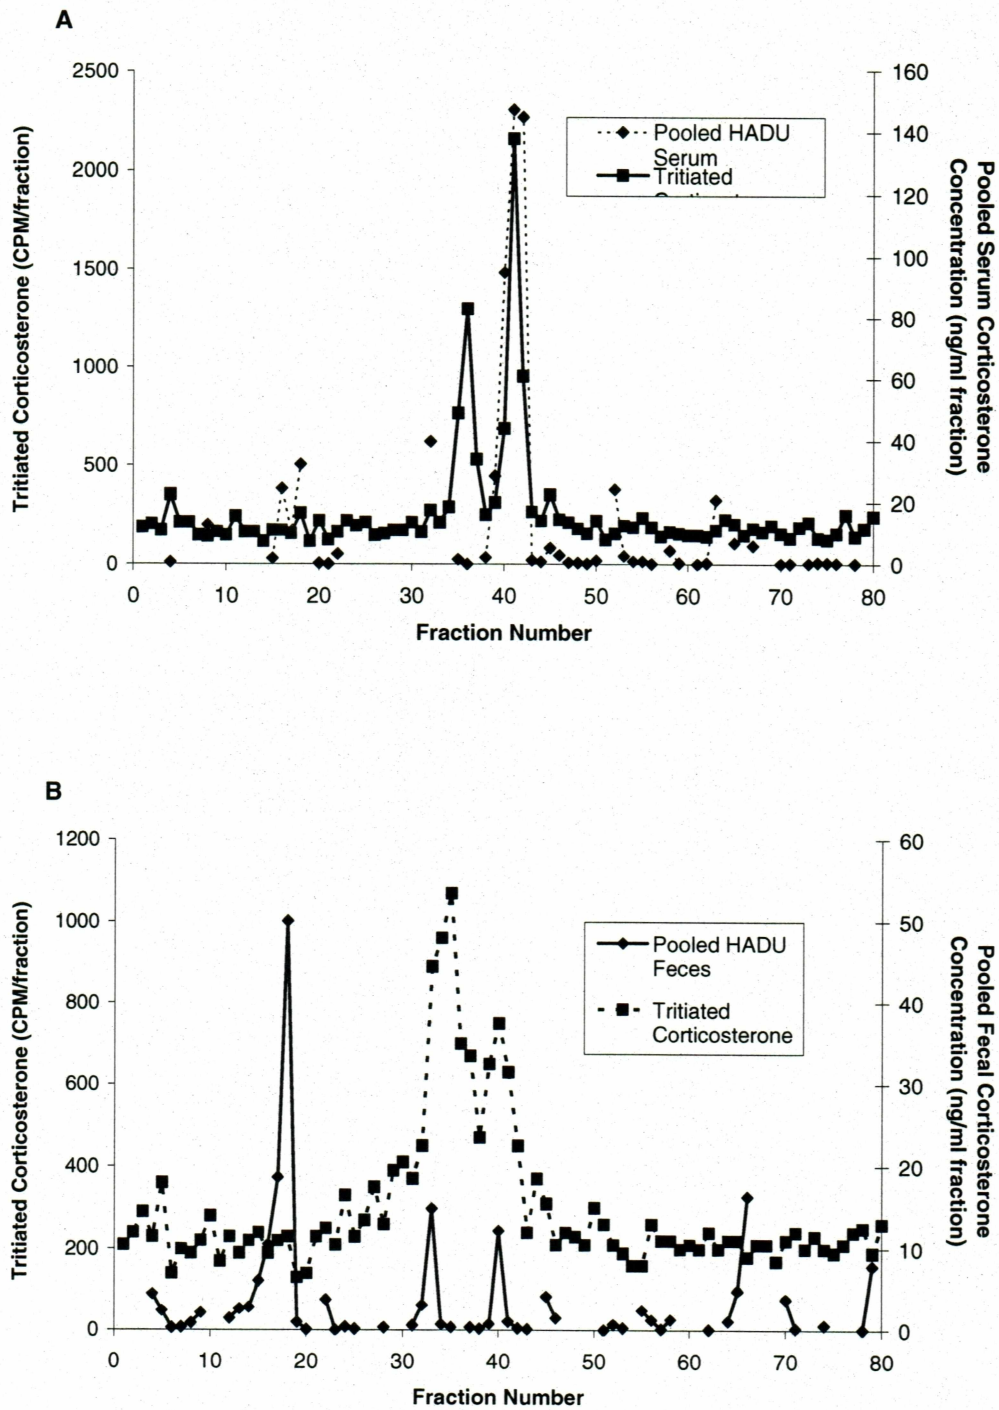 A
2500
2000
1500
1000
500
0
Tritiated Corticosterone (CPM/fraction)
160
140
120
100
80
60
40
20
0
Pooled Serum Corticosterone
Concentration (ng/ml fraction)
Pooled HADU
Serum
Tritiated
0 10 20 30 40 50 60 70 80
Fraction Number
B
1200
1000
800
600
400
200
0
Tritiated Corticosterone (CPM/fraction)
60
50
40
30
20
10
0
Pooled Fecal Corticosterone
Concentration (ng/ml fraction)
Pooled HADU
Feces
Tritiated
Corticosterone
0 10 20 30 40 50 60 70 80
Fraction Number